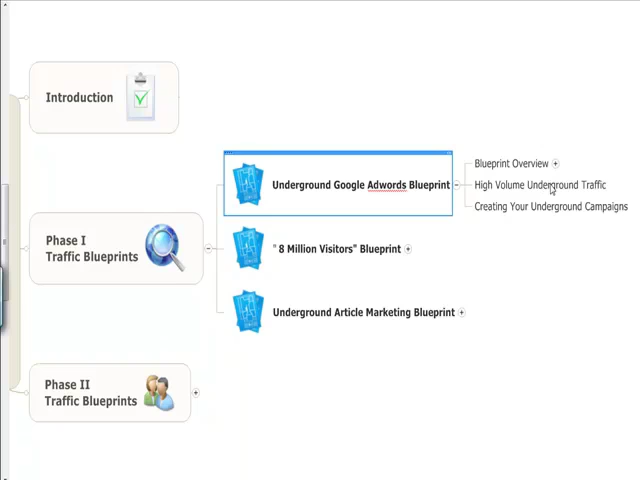 Introduction
Underground Google Adwords Blueprint
Blueprint Overview
High Volume Underground Traffic
Creating Your Underground Campaigns
Phase I
Traffic Blueprints
" 8 Million Visitors" Blueprint
Underground Article Marketing Blueprint
Phase II
Traffic Blueprints